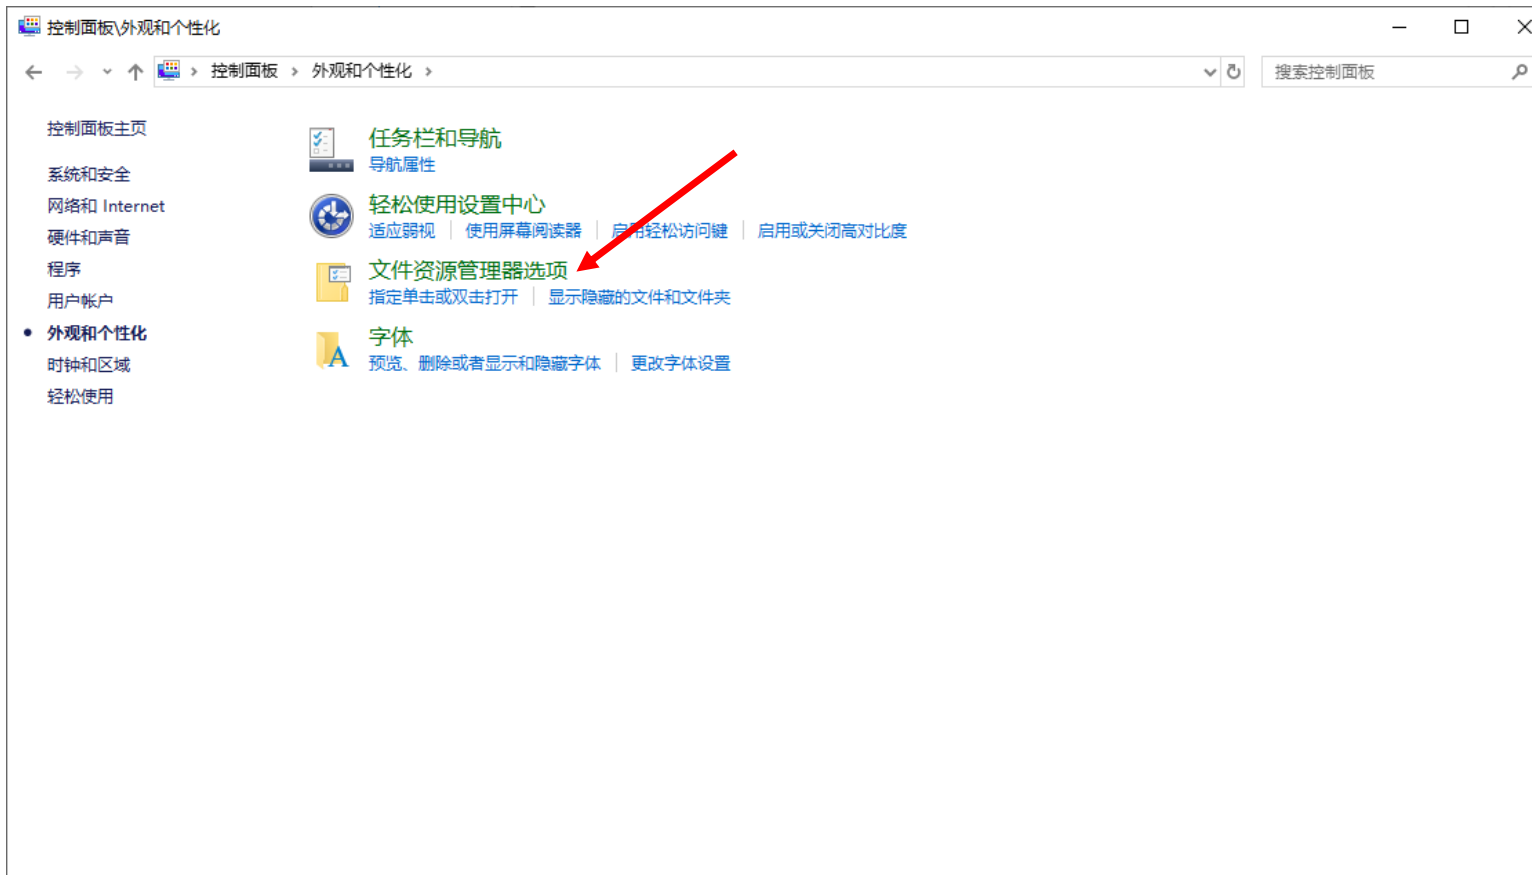 控制面板\外观和个性化
控制面板 外观和个性化
搜索控制面板
控制面板主页
系统和安全
网络和 Internet
硬件和声音
程序
用户帐户
外观和个性化
时钟和区域
轻松使用
任务栏和导航
导航属性
轻松使用设置中心
适应弱视 使用屏幕阅读器 启用轻松访问键 启用或关闭高对比度
文件资源管理器选项
指定单击或双击打开 显示隐藏的文件和文件夹
字体
预览、删除或者显示和隐藏字体 更改字体设置